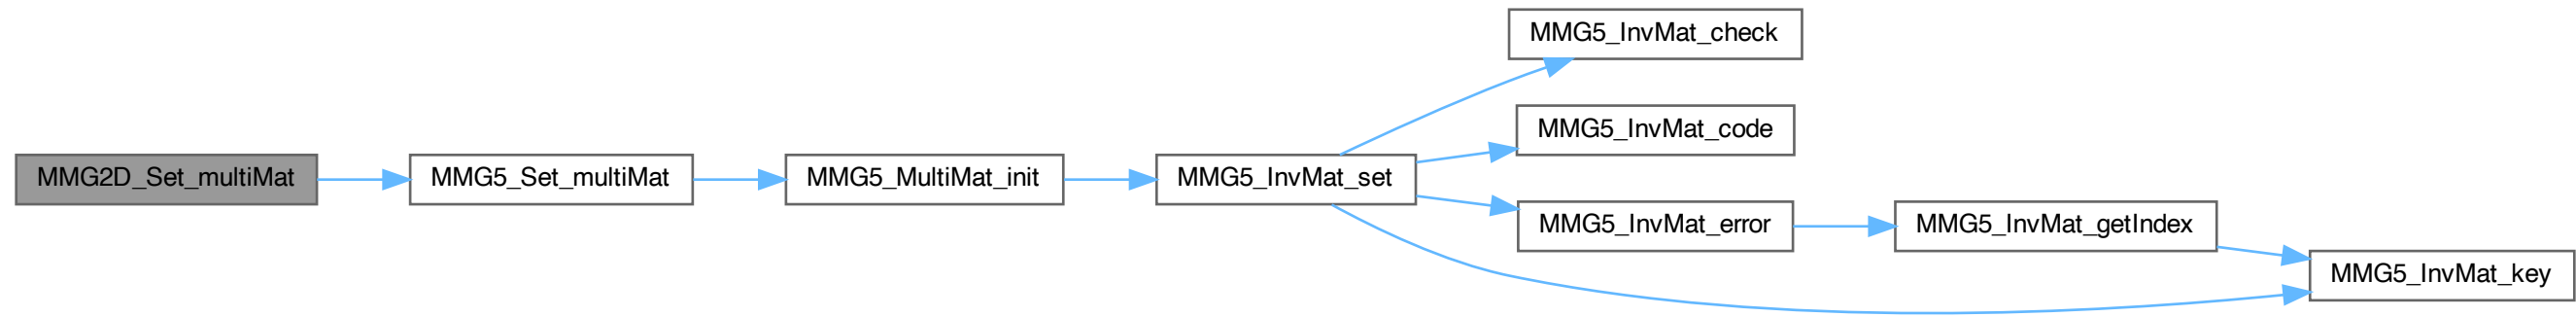 MMG5_InvMat_check
MMG5_InvMat_code
MMG2D_Set_multiMat
MMG5_Set_multiMat
MMG5_MultiMat_init
MMG5_InvMat_set
MMG5_InvMat_error
MMG5_InvMat_getIndex
MMG5_InvMat_key